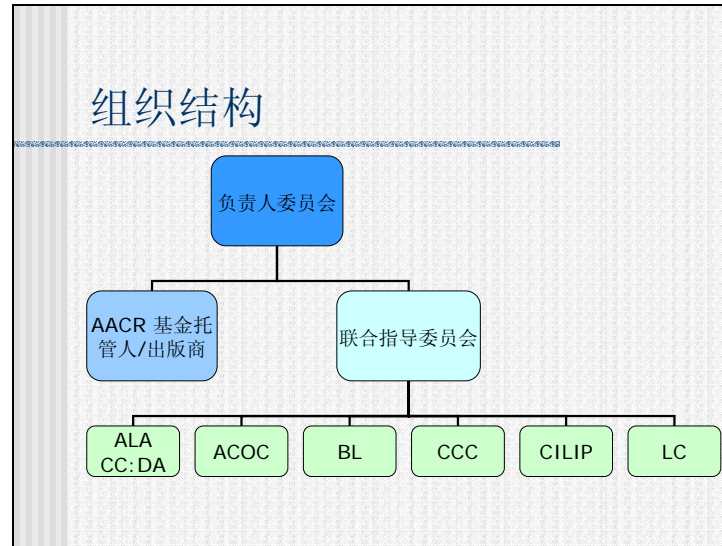 组织结构
负责人委员会
AACR 基金托
管人/出版商
联合指导委员会
ALA
CC:DA
ACOC
BL
CCC
CILIP
LC